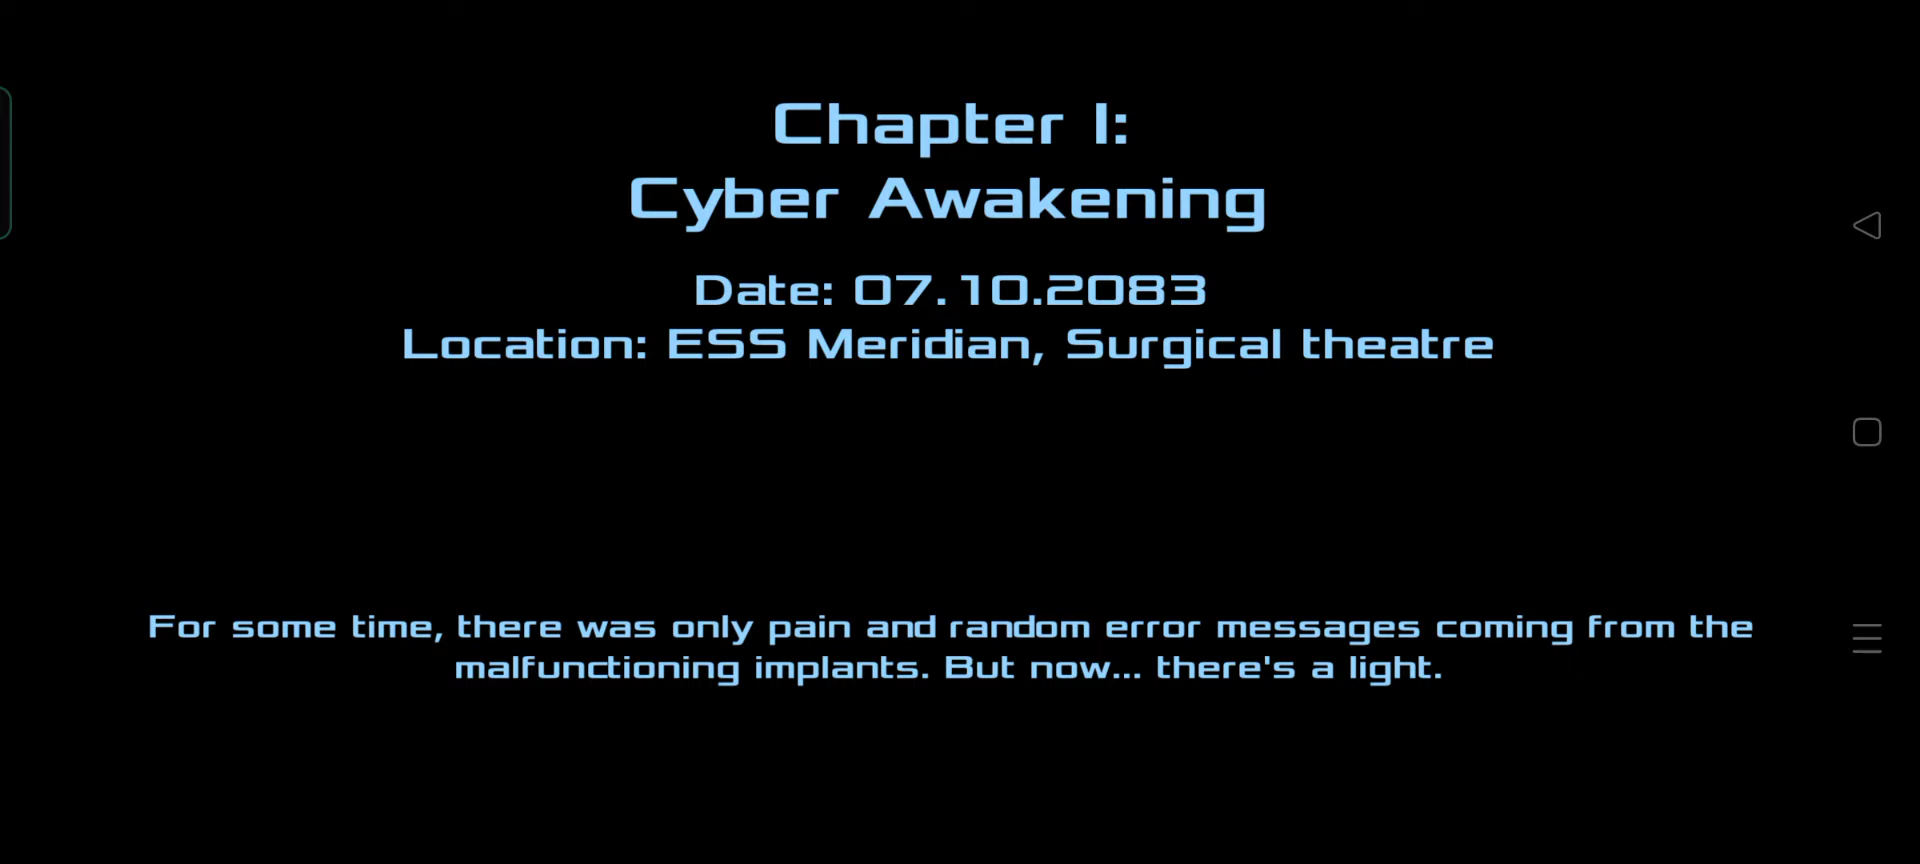 Chapter I:
Cyber Awakening
Date: 07.10.2083
Location: ESS Meridian, Surgical theatre
For some time, there was only pain and random error messages coming from the
malfunctioning implants. But now... there's a light.